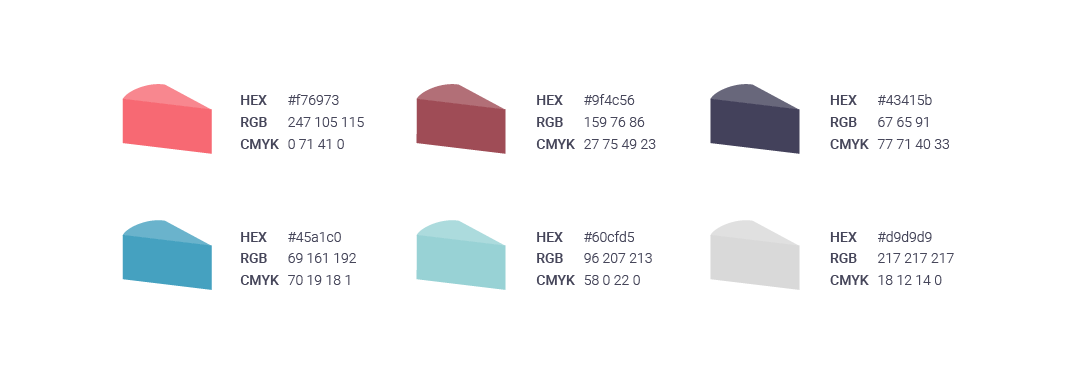 HEX #f76973
RGB 247 105 115
CMYK 0 71 41 0
HEX #9f4c56
RGB 159 76 86
CMYK 27 75 49 23
HEX #43415b
RGB 67 65 91
CMYK 77 71 40 33
HEX #45a1c0
RGB 69 161 192
CMYK 70 19 18 1
HEX #60cfd5
RGB 96 207 213
CMYK 58 0 22 0
HEX #d9d9d9
RGB 217 217 217
CMYK 18 12 14 0